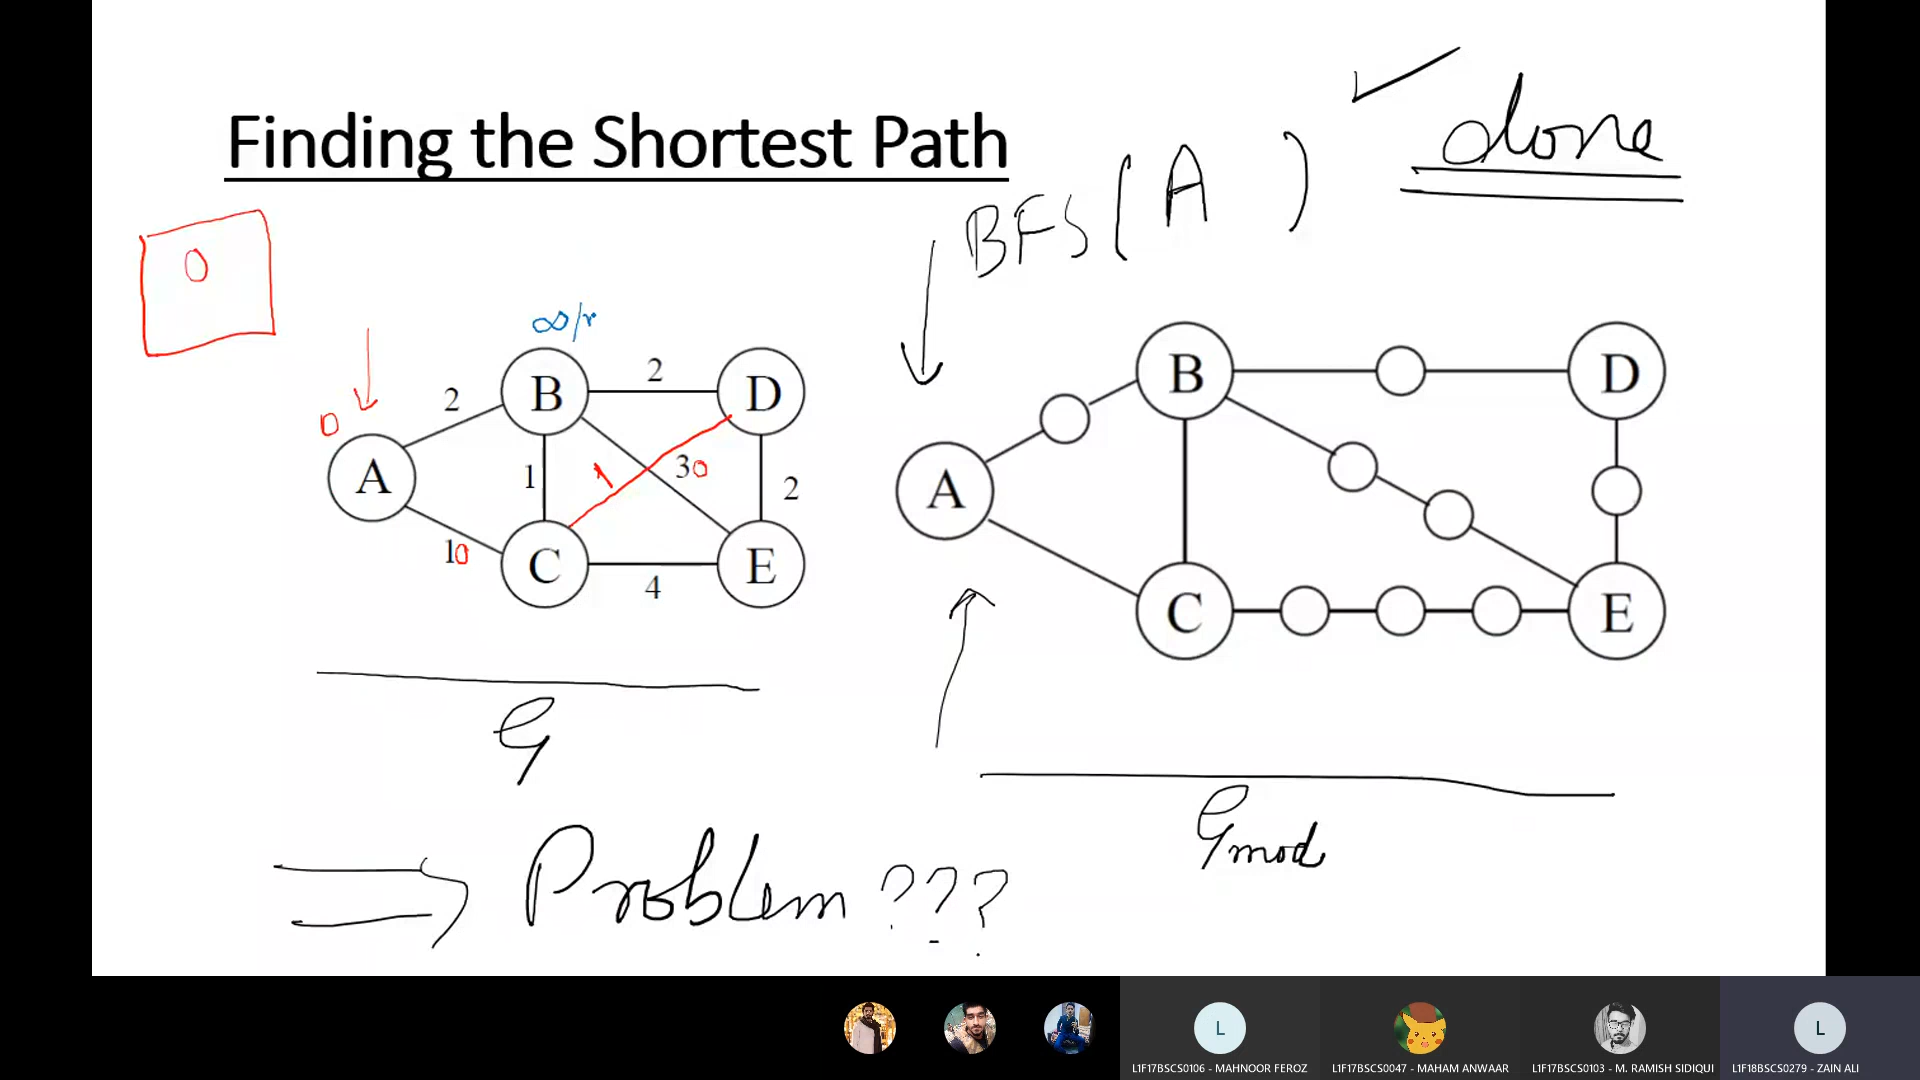 done
Finding the Shortest Path
BFS(A)
0
∞/r
2
2
0
B
D
B
D
A
1
1
30
2
A
10
C
4
E
C
E
G
Gmod
Problem ???
L
L
L1F17BSCS0106 - MAHNOOR FEROZ
L1F17BSCS0047 - MAHAM ANWAAR
L1F17BSCS0103 - M. RAMISH SIDIQUI
L1F18BSCS0279 - ZAIN ALI